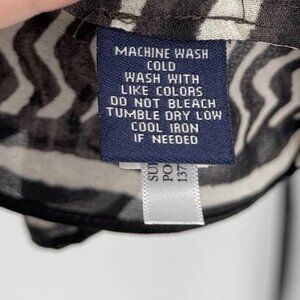 MACHINE WASH
COLD
WASH WITH
LIKE COLORS
DO NOT BLEACH
TUMBLE DRY LOW
COOL IRON
IF NEEDED